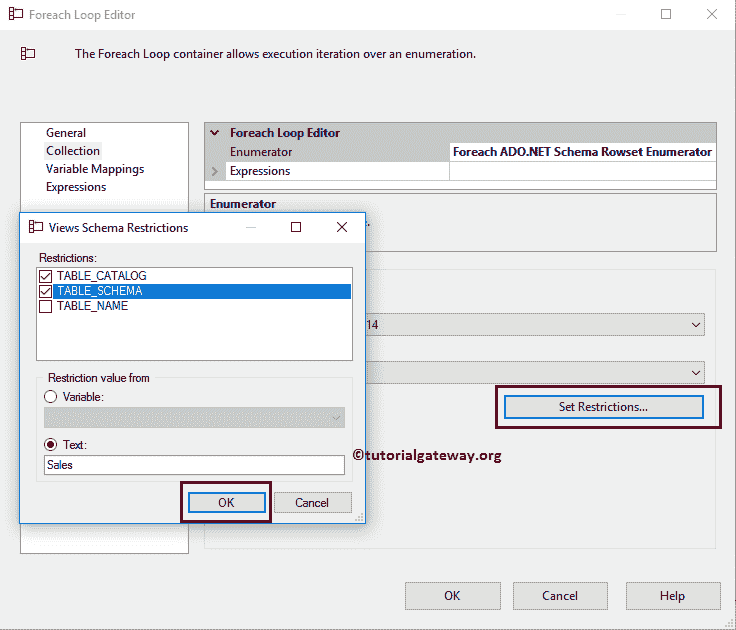 Foreach Loop Editor
The Foreach Loop container allows execution iteration over an enumeration.
General
Collection
Variable Mappings
Expressions
Foreach Loop Editor
Enumerator Foreach ADO.NET Schema Rowset Enumerator
Expressions
Enumerator
Views Schema Restrictions
Restrictions:
TABLE_CATALOG
TABLE_SCHEMA
TABLE_NAME
14
Restriction value from
Variable:
Set Restrictions...
Text:
©tutorialgateway.org
Sales
OK Cancel
OK Cancel Help